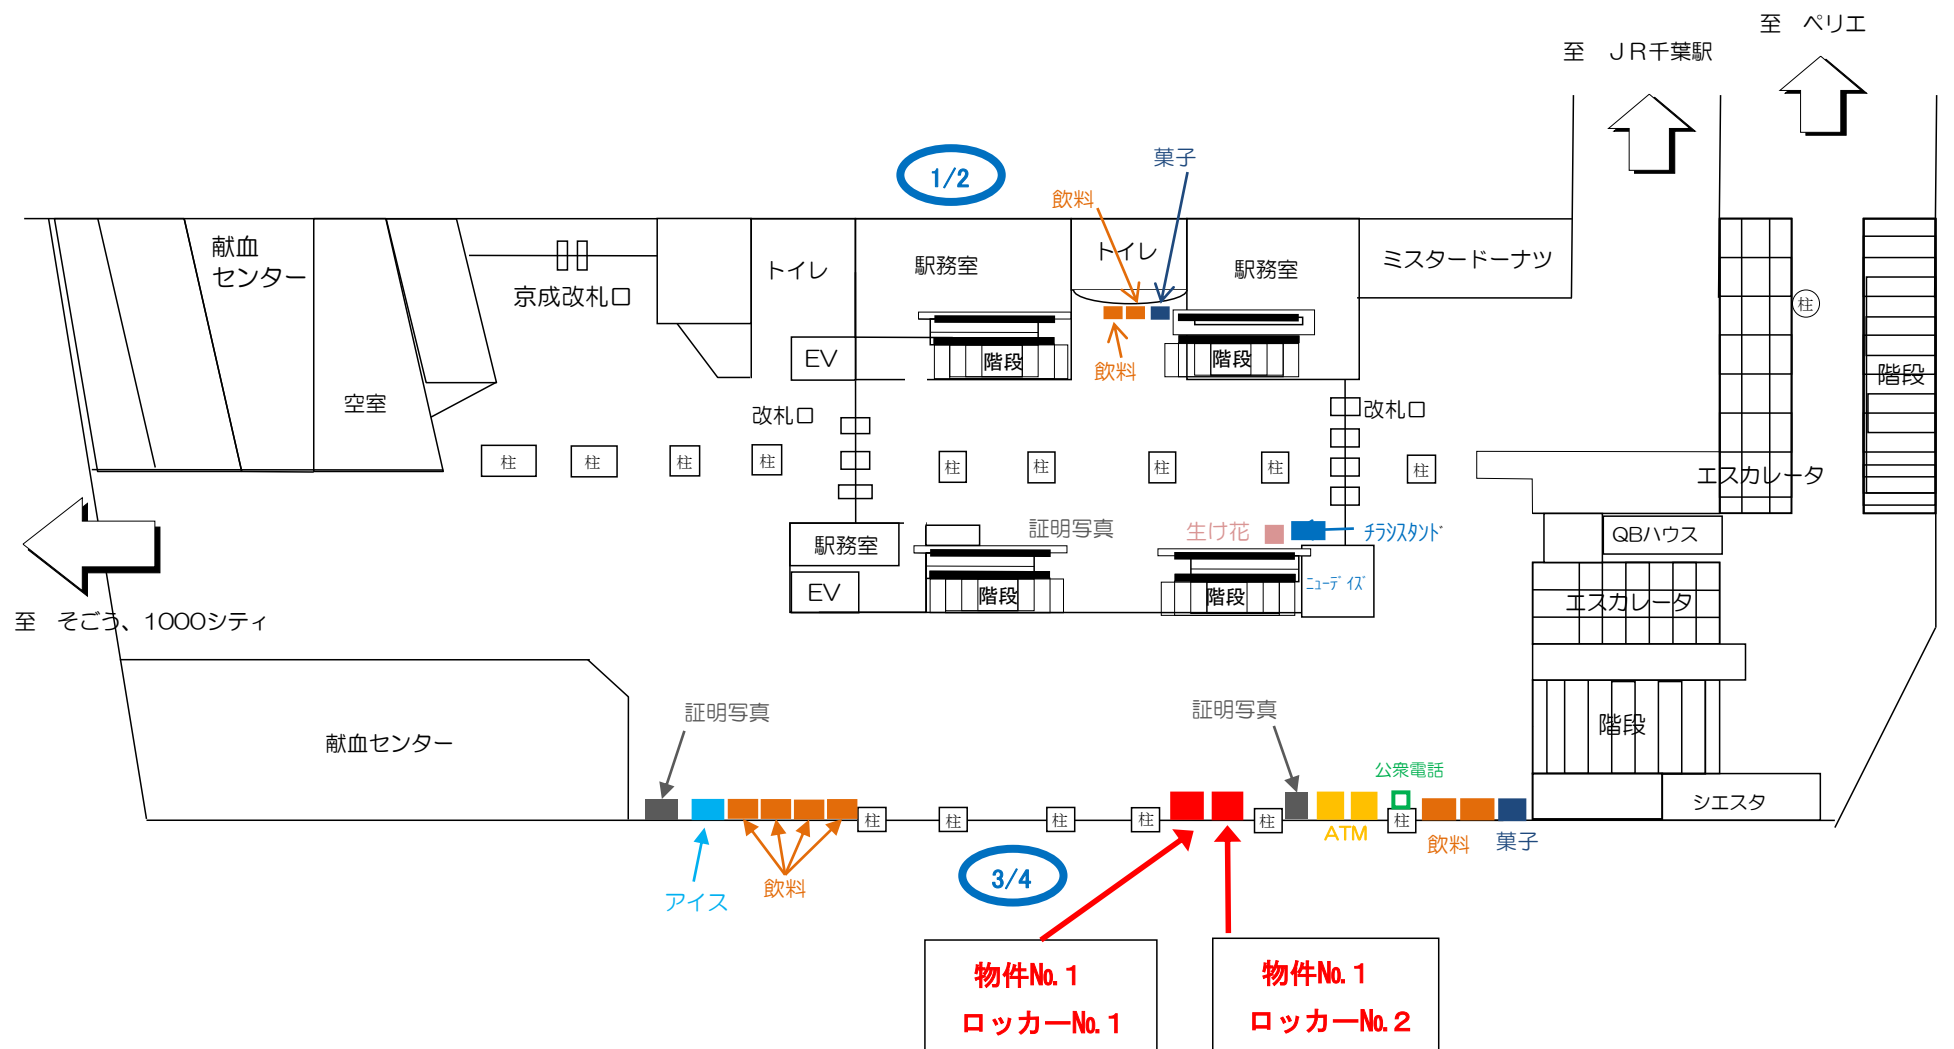 至　ペリエ
至　ＪＲ千葉駅
1/2
菓子
飲料
献血
センター
京成改札口
トイレ
駅務室
トイレ
駅務室
ミスタードーナツ
柱
EV
階段
階段
飲料
階段
空室
改札口
改札口
柱
柱
柱
柱
柱
柱
柱
柱
柱
エスカレータ
証明写真
生け花
チラシスタンド
QBハウス
駅務室
EV
階段
階段
ニューデイズ
エスカレータ
至　そごう、1000シティ
証明写真
証明写真
献血センター
階段
公衆電話
シエスタ
柱
柱
柱
柱
柱
柱
ATM
飲料
菓子
アイス
飲料
3/4
物件№.1
ロッカー№.1
物件№.1
ロッカー№.2